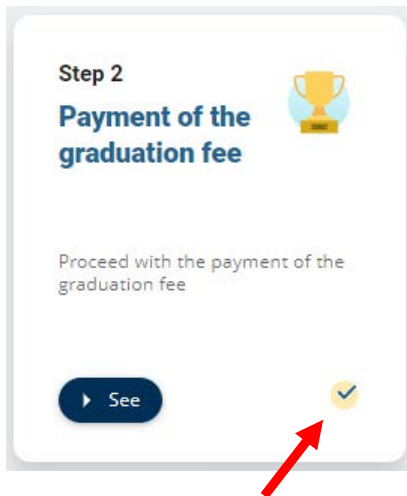 Step 2
Payment of the
graduation fee
Proceed with the payment of the
graduation fee
See